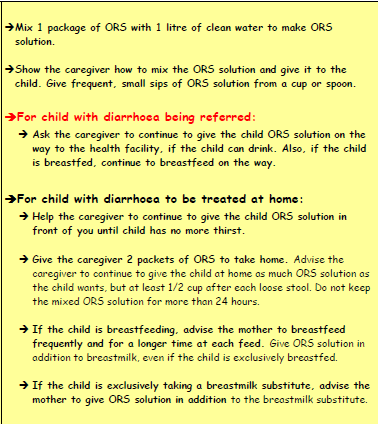 ➔Mix 1 package of ORS with 1 litre of clean water to make ORS
solution.
➔Show the caregiver how to mix the ORS solution and give it to the
child. Give frequent, small sips of ORS solution from a cup or spoon.
➔For child with diarrhoea being referred:
➔ Ask the caregiver to continue to give the child ORS solution on the
way to the health facility, if the child can drink. Also, if the child
is breastfed, continue to breastfeed on the way.
➔For child with diarrhoea to be treated at home:
➔ Help the caregiver to continue to give the child ORS solution in
front of you until child has no more thirst.
➔ Give the caregiver 2 packets of ORS to take home. Advise the
caregiver to continue to give the child at home as much ORS solution as
the child wants, but at least 1/2 cup after each loose stool. Do not keep
the mixed ORS solution for more than 24 hours.
➔ If the child is breastfeeding, advise the mother to breastfeed
frequently and for a longer time at each feed. Give ORS solution in
addition to breastmilk, even if the child is exclusively breastfed.
➔ If the child is exclusively taking a breastmilk substitute, advise the
mother to give ORS solution in addition to the breastmilk substitute.